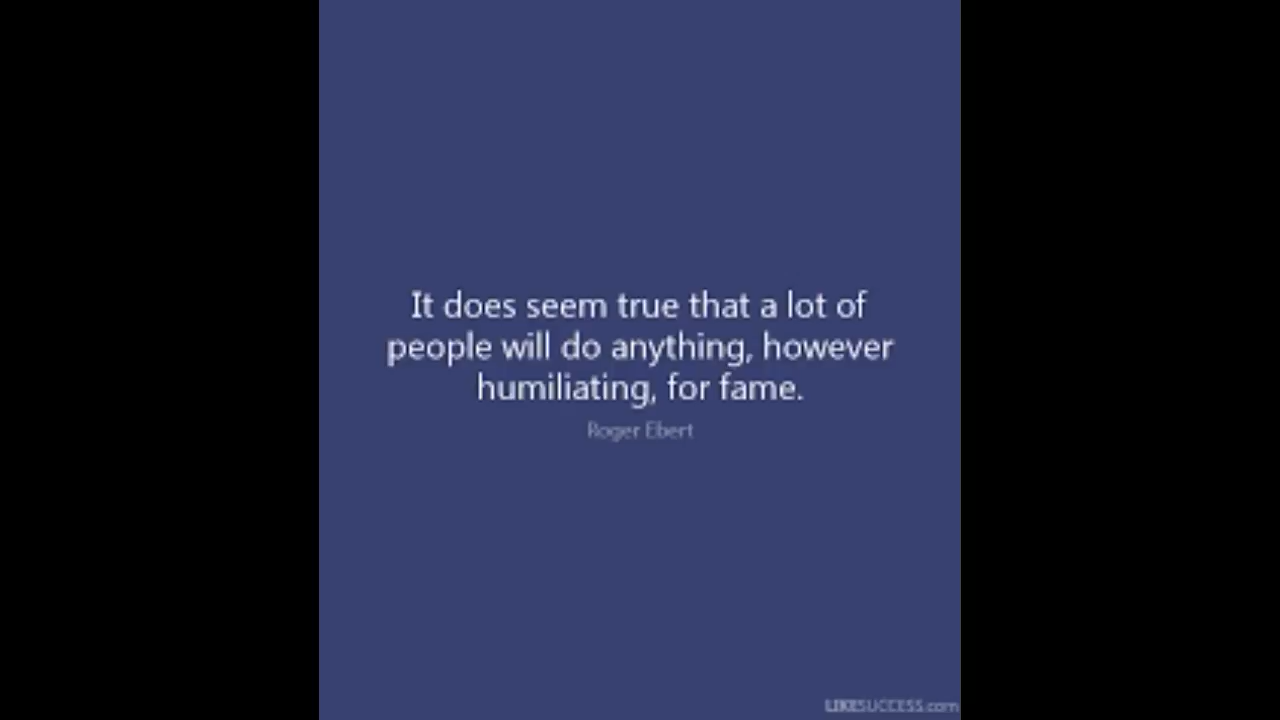 It does seem true that a lot of
people will do anything, however
humiliating, for fame.
Roger Ebert
LIKESUCCESS.com